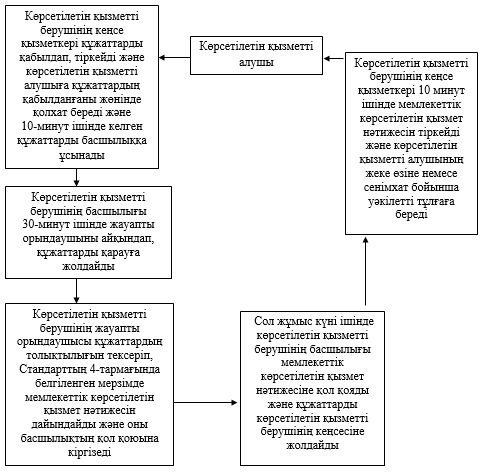 Көрсетілетін қызметті
берушінің кеңсе
қызметкері құжаттарды
қабылдап, тіркейді және
көрсетілетін қызметті
алушыға құжаттардың
қабылданғаны жөнінде
қолхат береді және
10-минут ішінде келген
құжаттарды басшылыққа
ұсынады
Көрсетілетін қызметті
алушы
Көрсетілетін қызметті
берушінің кеңсе
қызметкері 10 минут
ішінде мемлекеттік
көрсетілетін қызмет
нәтижесін тіркейді
және көрсетілетін
қызметті алушының
жеке өзіне немесе
сенімхат бойынша
уәкілетті тұлғаға
береді
Көрсетілетін қызметті
берушінің басшылығы
30-минут ішінде жауапты
орындаушыны айқындап,
құжаттарды қарауға
жолдайды
Көрсетілетін қызметті
берушінің жауапты
орындаушысы құжаттардың
толықтылығын тексеріп,
Стандарттың 4-тармағында
белгіленген мерзімде
мемлекеттік көрсетілетін
қызмет нәтижесін
дайындайды және оны
басшылықтың қол қоюына
кіргізеді
Сол жұмыс күні ішінде
көрсетілетін қызметті
берушінің басшылығы
мемлекеттік
көрсетілетін қызмет
нәтижесіне қол қояды
және құжаттарды
көрсетілетін қызметті
берушінің кеңсесіне
жолдайды